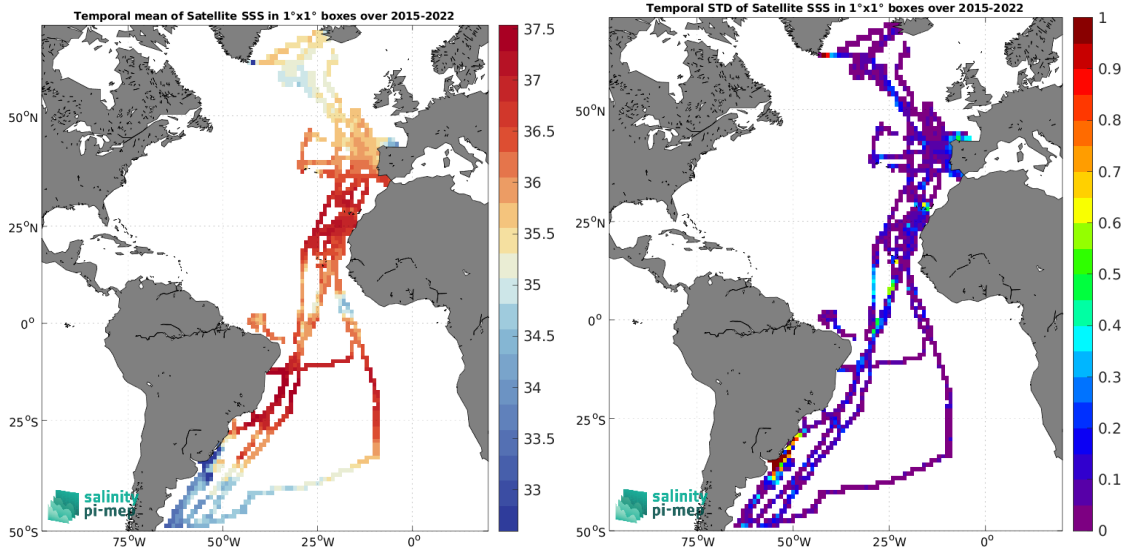 Temporal mean of Satellite SSS in 1°x1° boxes over 2015-2022
50°N
25°N
0°
25°S
50°S
75°W
50°W
25°W
0°
37.5
37
36.5
36
35.5
35
34.5
34
33.5
33
salinity
pi-mep
Temporal STD of Satellite SSS in 1°x1° boxes over 2015-2022
50°N
25°N
0°
25°S
50°S
75°W
50°W
25°W
0°
1
0.9
0.8
0.7
0.6
0.5
0.4
0.3
0.2
0.1
0
salinity
pi-mep